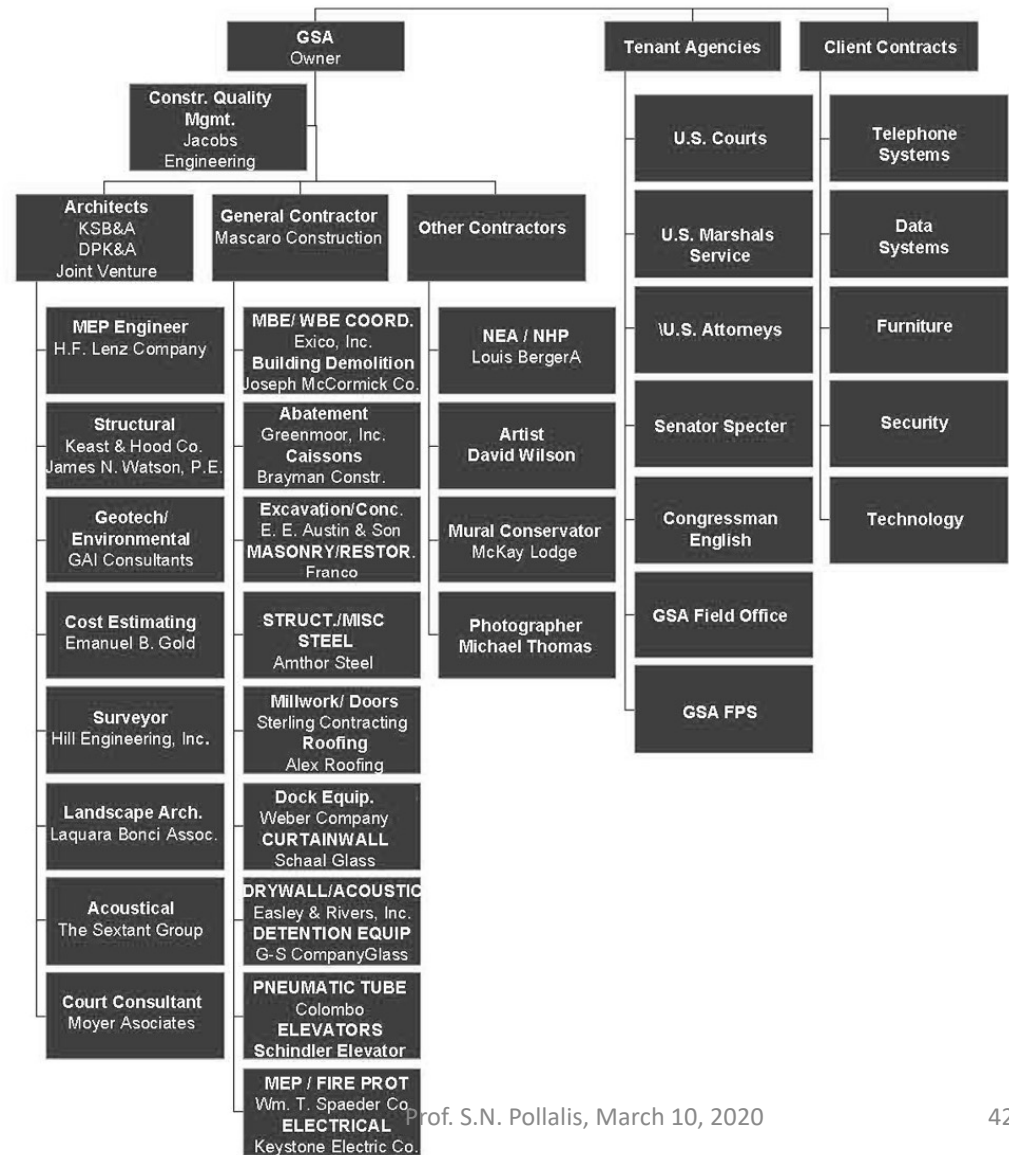 GSA
Owner
Tenant Agencies
Client Contracts
Constr. Quality
Mgmt.
Jacobs
Engineering
Architects
KSB&A
DPK&A
Joint Venture
General Contractor
Mascaro Construction
Other Contractors
MEP Engineer
H.F. Lenz Company
Structural
Keast & Hood Co.
James N. Watson, P.E.
Geotech/
Environmental
GAI Consultants
Cost Estimating
Emanuel B. Gold
Surveyor
Hill Engineering, Inc.
Landscape Arch.
Laquara Bonci Assoc.
Acoustical
The Sextant Group
Court Consultant
Moyer Asociates
MBE/ WBE COORD.
Exico, Inc.
Building Demolition
Joseph McCormick Co.
Abatement
Greenmoor, Inc.
Caissons
Brayman Constr.
Excavation/Conc.
E. E. Austin & Son
MASONRY/RESTOR.
Franco
STRUCT./MISC
STEEL
Amthor Steel
Millwork/ Doors
Sterling Contracting
Roofing
Alex Roofing
Dock Equip.
Weber Company
CURTAINWALL
Schaal Glass
DRYWALL/ACOUSTIC
Easley & Rivers, Inc.
DETENTION EQUIP
G-S CompanyGlass
PNEUMATIC TUBE
Colombo
ELEVATORS
Schindler Elevator
MEP / FIRE PROT
Wm. T. Spaeder Co.
ELECTRICAL
Keystone Electric Co.
NEA / NHP
Louis BergerA
Artist
David Wilson
Mural Conservator
McKay Lodge
Photographer
Michael Thomas
U.S. Courts
U.S. Marshals
Service
\U.S. Attorneys
Senator Specter
Congressman
English
GSA Field Office
GSA FPS
Telephone
Systems
Data
Systems
Furniture
Security
Technology
Prof. S.N. Pollalis, March 10, 2020
42